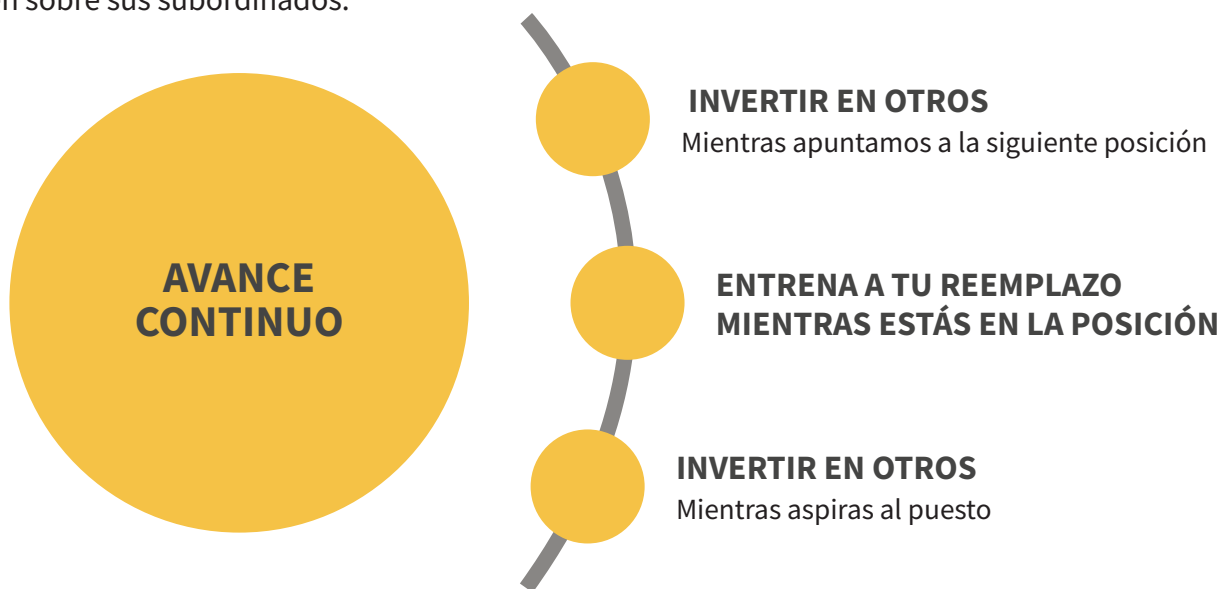 sobre sus subordinados.
AVANCE
CONTINUO
INVERTIR EN OTROS
Mientras apuntamos a la siguiente posición
ENTRENA A TU REEMPLAZO
MIENTRAS ESTÁS EN LA POSICIÓN
INVERTIR EN OTROS
Mientras aspiras al puesto